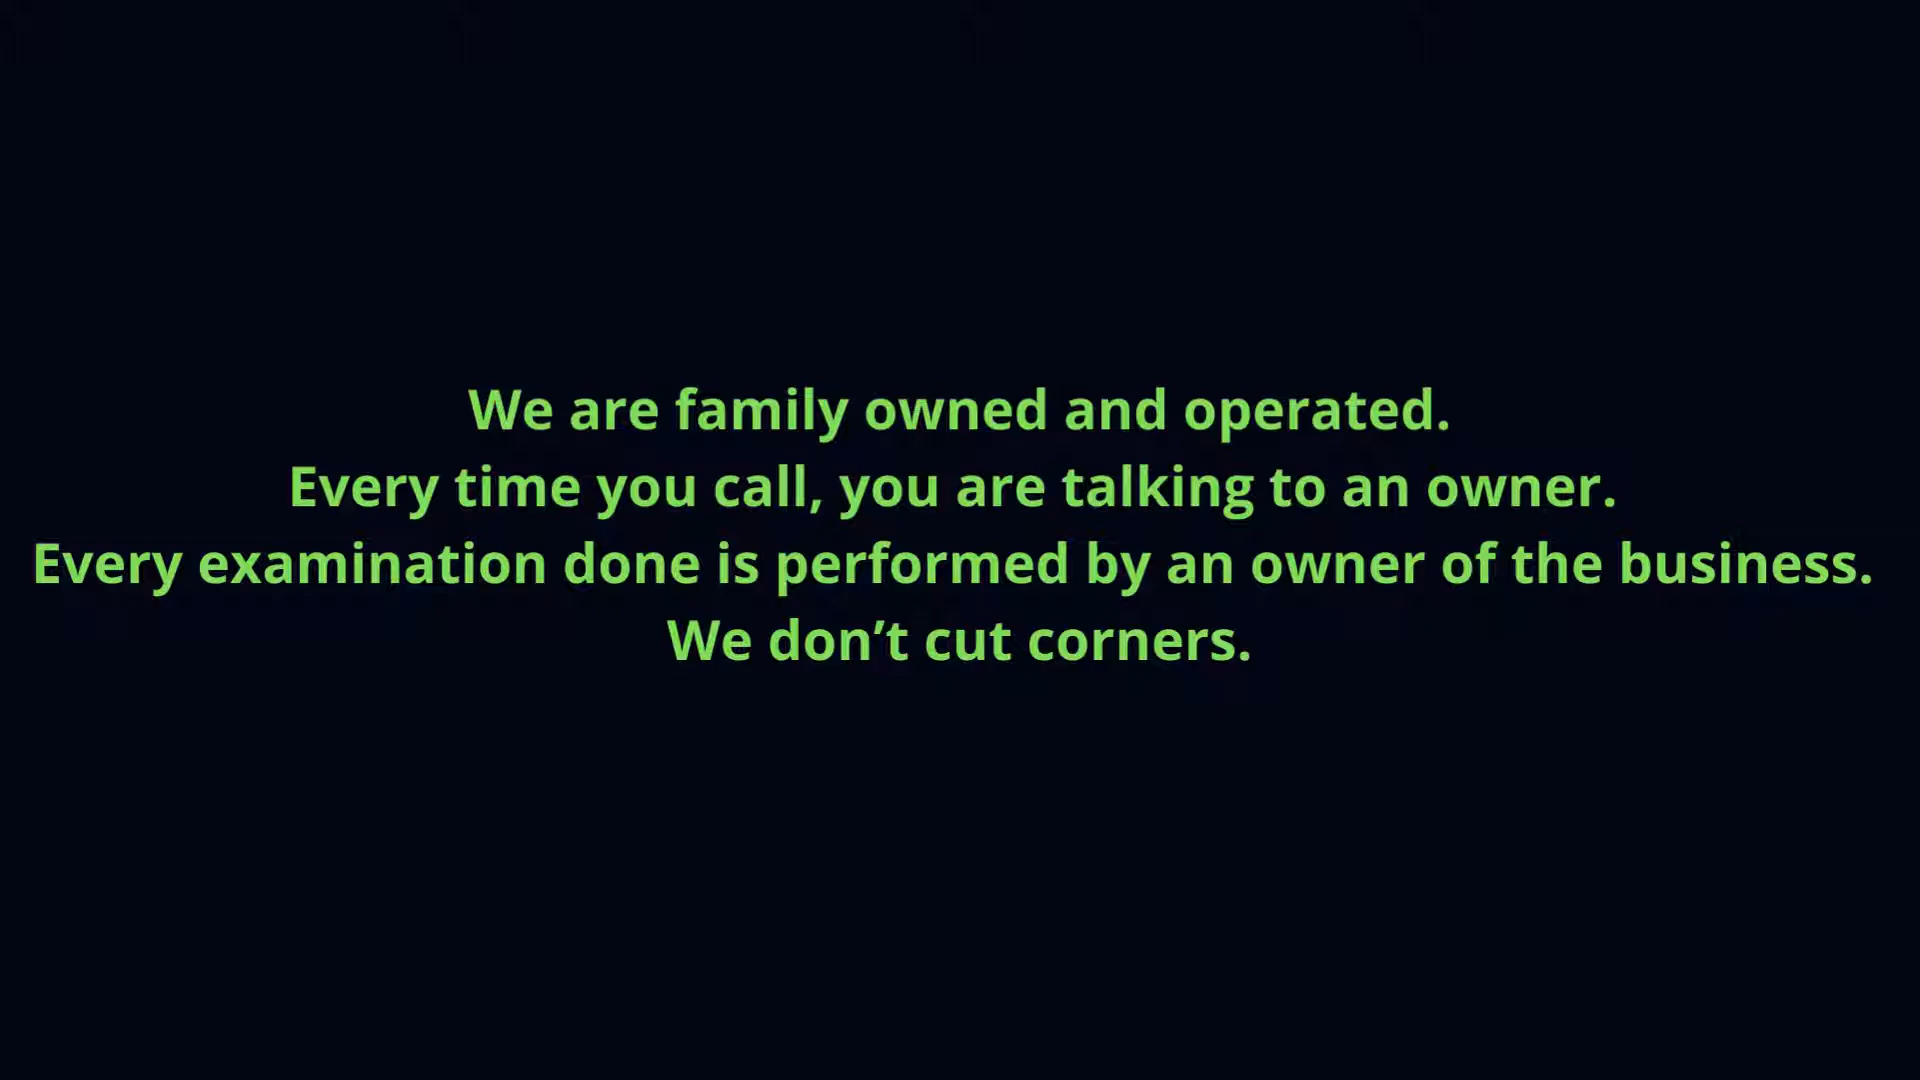 We are family owned and operated.
Every time you call, you are talking to an owner.
Every examination done is performed by an owner of the business.
We don’t cut corners.